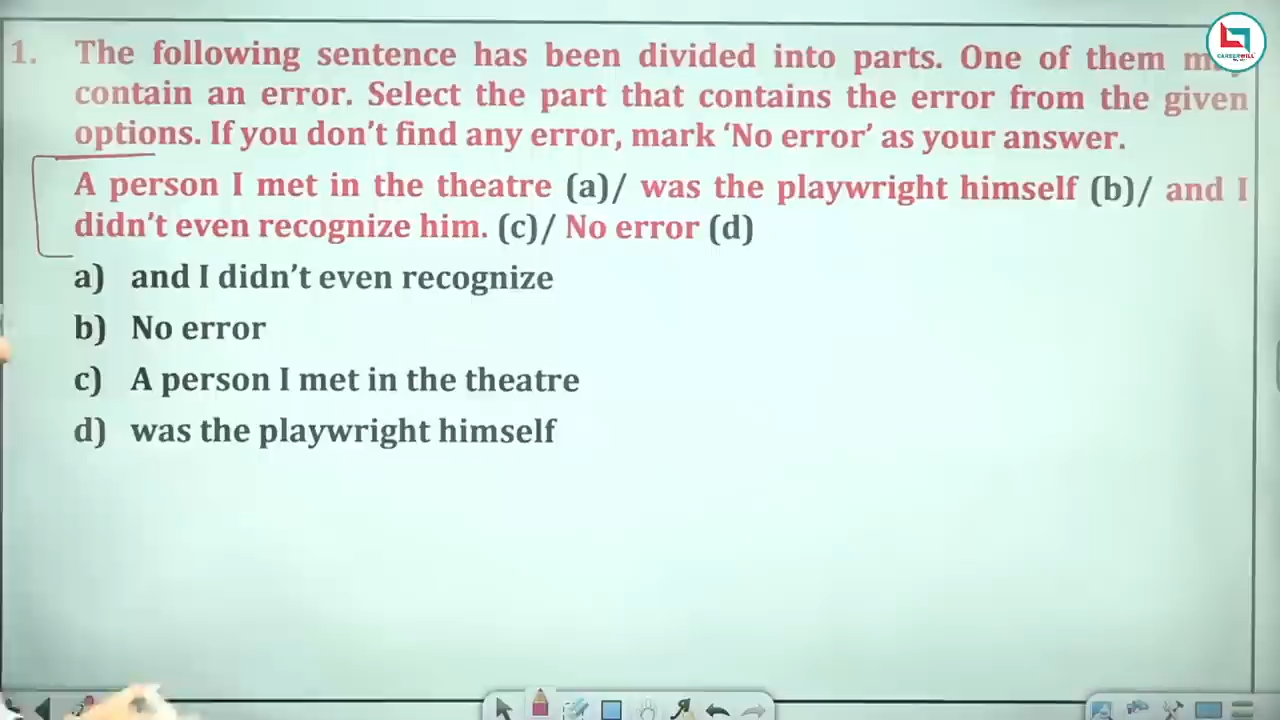 1. The following sentence has been divided into parts. One of them
contain an error. Select the part that contains the error from the given
options. If you don't find any error, mark 'No error' as your answer.
A person I met in the theatre (a)/ was the playwright himself (b)/ and I
didn't even recognize him. (c)/ No error (d)
a) and I didn't even recognize
b) No error
c) A person I met in the theatre
d) was the playwright himself
CAREERWILL